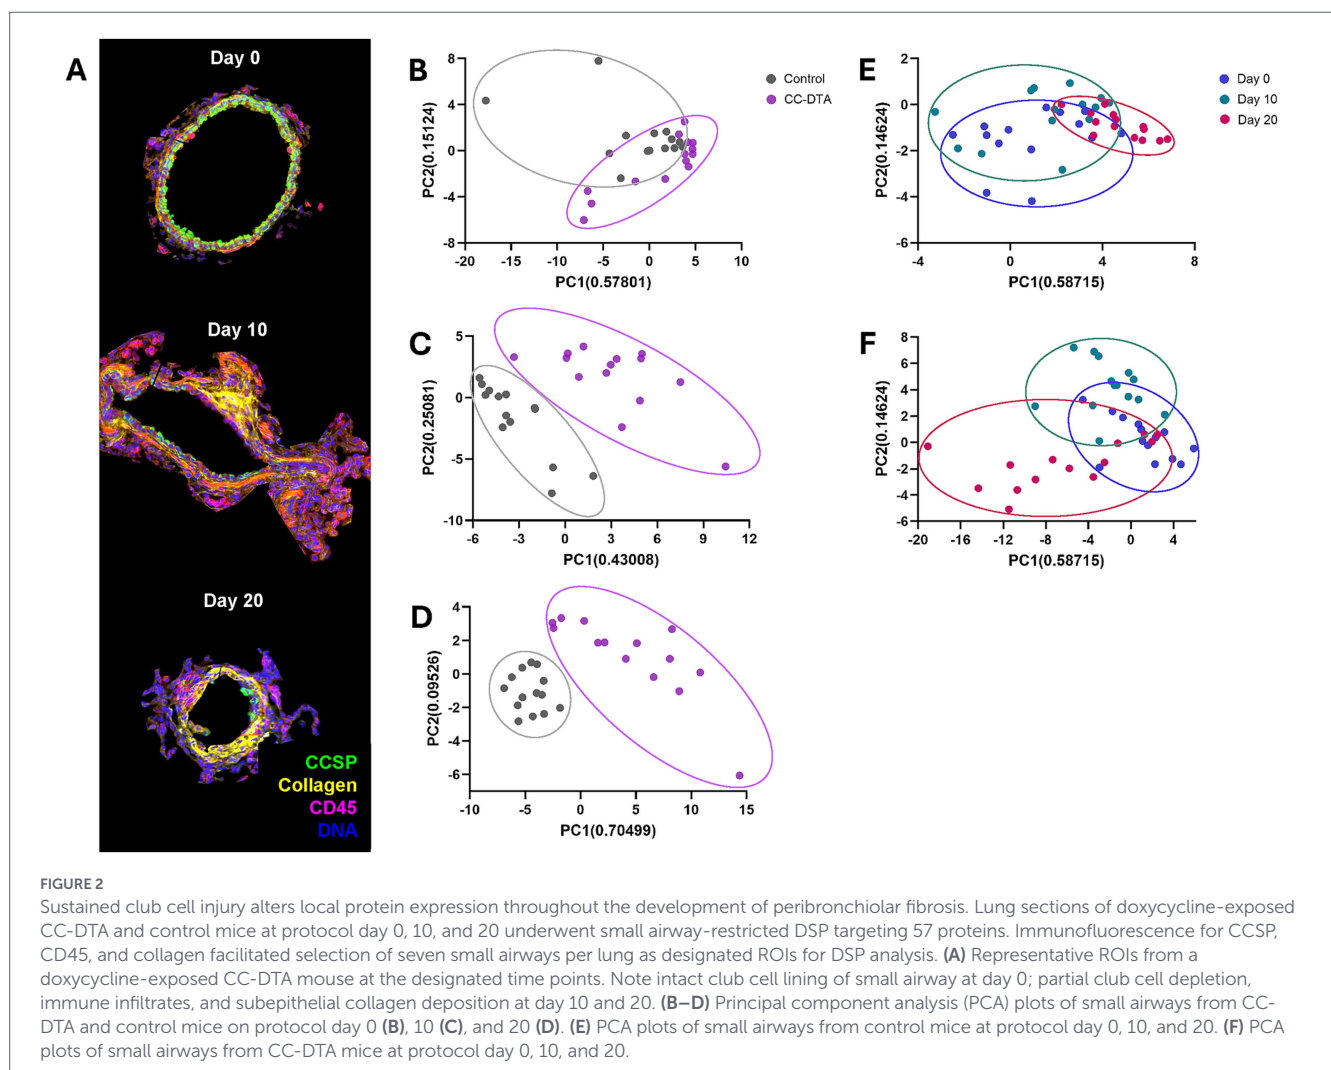 A
Day 0
Day 10
Day 20
CCSP
Collagen
CD45
DNA
B
8
4
0
-4
-8
-20 -15 -10 -5 0 5 10
PC2(0.15124)
PC1(0.57801)
Control
CC-DTA
C
5
0
-5
-10
-6 -3 0 3 6 9 12
PC2(0.25081)
PC1(0.43008)
D
4
2
0
-2
-4
-6
-10 -5 0 5 10 15
PC2(0.09526)
PC1(0.70499)
E
2
0
-2
-4
-6
-4 0 4 8
PC2(0.14624)
PC1(0.58715)
Day 0
Day 10
Day 20
F
8
6
4
2
0
-2
-4
-6
-20 -16 -12 -8 -4 0 4
PC2(0.14624)
PC1(0.58715)
FIGURE 2
Sustained club cell injury alters local protein expression throughout the development of peribronchiolar fibrosis. Lung sections of doxycycline-exposed
CC-DTA and control mice at protocol day 0, 10, and 20 underwent small airway-restricted DSP targeting 57 proteins. Immunofluorescence for CCSP,
CD45, and collagen facilitated selection of seven small airways per lung as designated ROIs for DSP analysis. (A) Representative ROIs from a
doxycycline-exposed CC-DTA mouse at the designated time points. Note intact club cell lining of small airway at day 0; partial club cell depletion,
immune infiltrates, and subepithelial collagen deposition at day 10 and 20. (B–D) Principal component analysis (PCA) plots of small airways from CC-
DTA and control mice on protocol day 0 (B), 10 (C), and 20 (D). (E) PCA plots of small airways from control mice at protocol day 0, 10, and 20. (F) PCA
plots of small airways from CC-DTA mice at protocol day 0, 10, and 20.